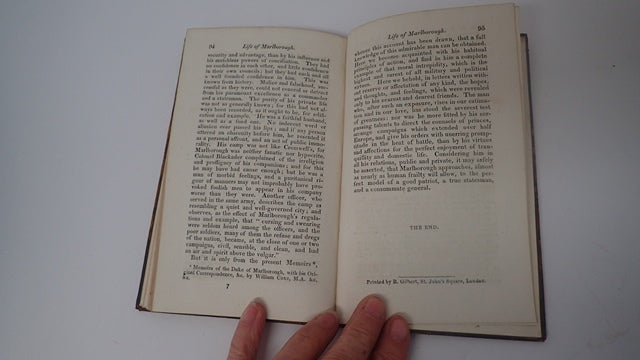 94 Life of Marlborough.
security and advantage, than by his influence and
his matchless powers of conciliation. They had
no confidence in each other, and little confidence
in their own councils; but they had each and all
a well founded confidence in him. This was
known from history. Malice and falsehood, suc-
cessful as they were, could not conceal or detract
from his paramount excellence as a commander
and a statesman. The purity of his private life
was not so generally known; for this had not al-
ways been recorded, as it ought to be, for edifi-
cation and example. He was a faithful husband,
as well as a fond one. No indecent word or
allusion ever passed his lips; and if any person
uttered an obscenity before him, he resented it
as a personal affront, and an act of public immo-
rality. His camp was not like Cromwell's, for
Marlborough was neither fanatic nor hypocrite.
Colonel Blackader complained of the irreligion
and profligacy of his companions; and for this
he may have had cause enough; but he was a
man of morbid feelings, and a puritanical ri-
gour of manners may not improbably have pro-
voked foolish men to appear in his company
worse than they were. Another officer, who
served in the same army, describes the camp as
resembling a quiet and well-governed city; and
observes, as the effect of Marlborough's regula-
tions and example, that "cursing and swearing
were seldom heard among the officers, and the
poor soldiers, many of them the refuse and dregs
of the nation, became, at the close of one or two
campaigns, civil, sensible, and clean, and had
an air and spirit above the vulgar."
But it is only from the present Memoirs*,
* Memoirs of the Duke of Marlborough, with his Ori-
ginal Correspondence, &c. by William Coxe, M.A. &c.
&c.
7
Life of Marlborough. 95
whence this account has been drawn, that a full
knowledge of this admirable man can be obtained.
Here we become acquainted with his habitual
principles of action, and find in him a complete
example of that moral intrepidity, which is the
highest and rarest of all military and political
virtues. Here we behold, in letters written with-
out reserve or affectation of any kind, the hopes,
and thoughts, and feelings, which were revealed
only to his nearest and dearest friends. The man
who, after such an exposure, rises in our estima-
tion and in our love, has stood the severest test
of greatness; nor was he more fitted by his sur-
passing talents to direct the counsels of princes,
arrange campaigns which extended over half
Europe, and give his orders with unerring promp-
titude in the heat of battle, than by his virtues
and affections for the perfect enjoyment of tran-
quillity and domestic life. Considering him in
all his relations, public and private, it may safely
be asserted, that Marlborough approaches, almost
as nearly as human frailty will allow, to the per-
fect model of a good patriot, a true statesman,
and a consummate general.
THE END.
Printed by R. Gilbert, St. John's Square, London.